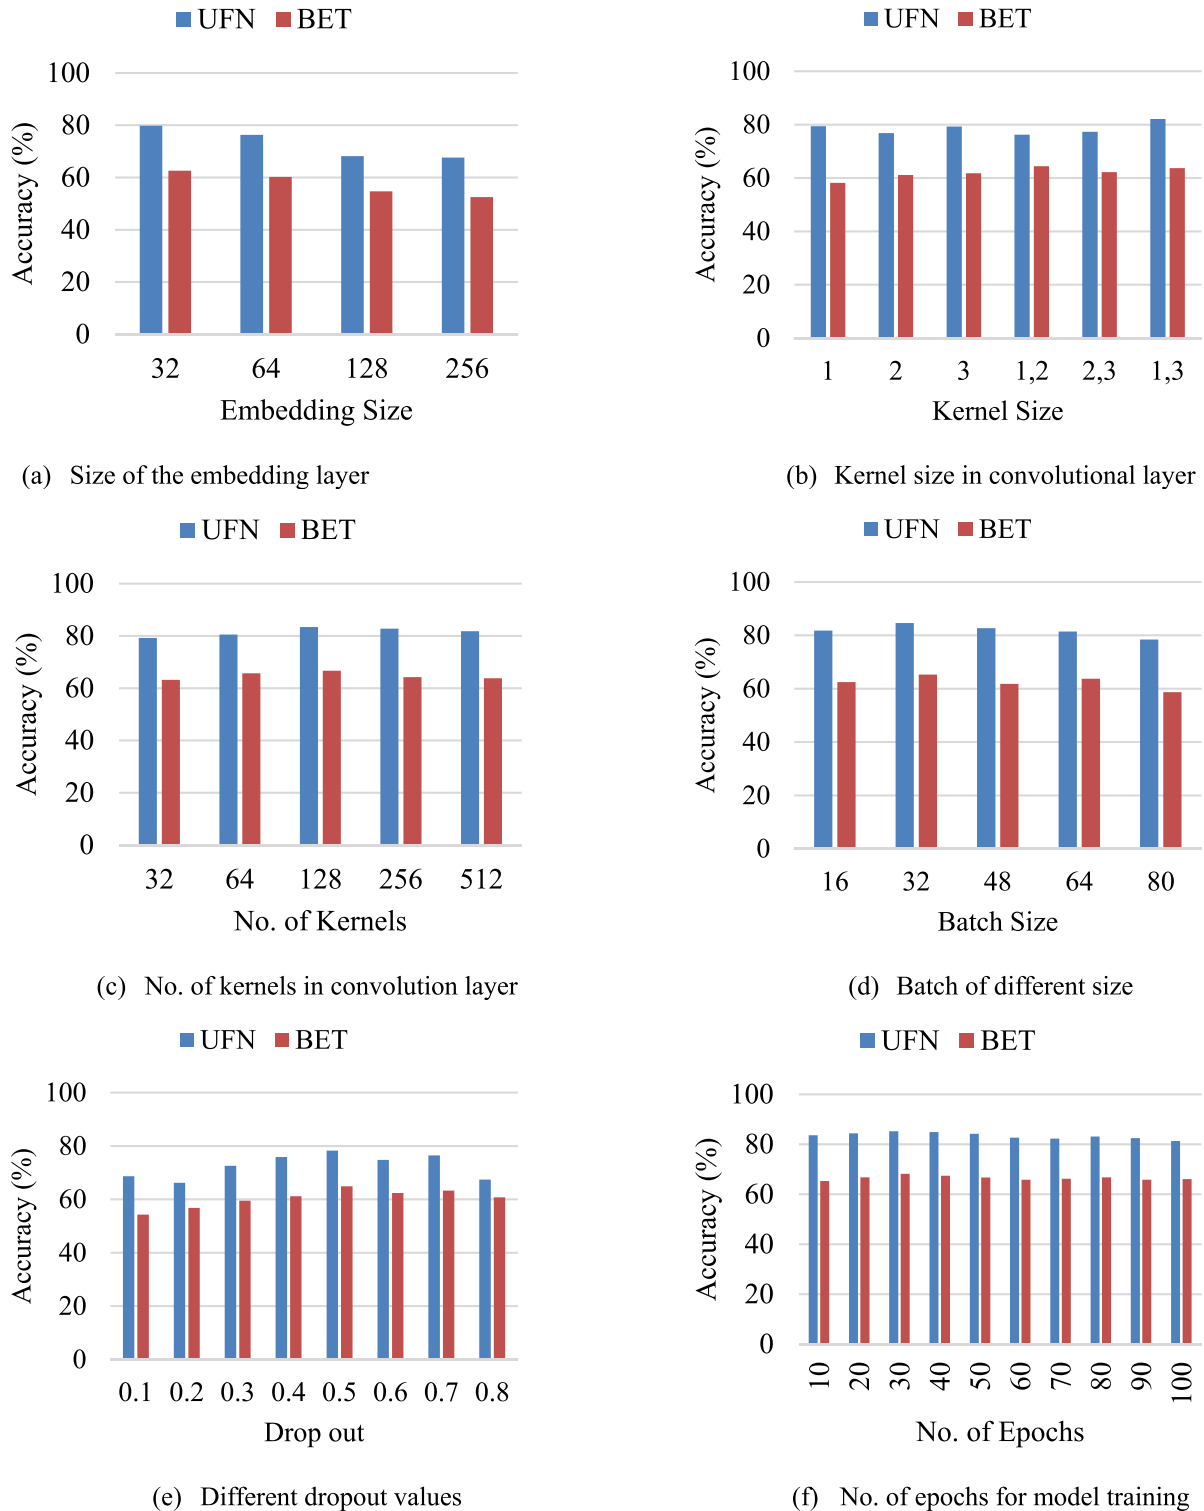 UFN BET
100
80
60
40
20
0
Accuracy (%)
32 64 128 256
Embedding Size
(a) Size of the embedding layer
UFN BET
100
80
60
40
20
0
Accuracy (%)
1 2 3 1,2 2,3 1,3
Kernel Size
(b) Kernel size in convolutional layer
UFN BET
100
80
60
40
20
0
Accuracy (%)
32 64 128 256 512
No. of Kernels
(c) No. of kernels in convolution layer
UFN BET
100
80
60
40
20
0
Accuracy (%)
16 32 48 64 80
Batch Size
(d) Batch of different size
UFN BET
100
80
60
40
20
0
Accuracy (%)
0.1 0.2 0.3 0.4 0.5 0.6 0.7 0.8
Drop out
(e) Different dropout values
UFN BET
100
80
60
40
20
0
Accuracy (%)
10 20 30 40 50 60 70 80 90 100
No. of Epochs
(f) No. of epochs for model training